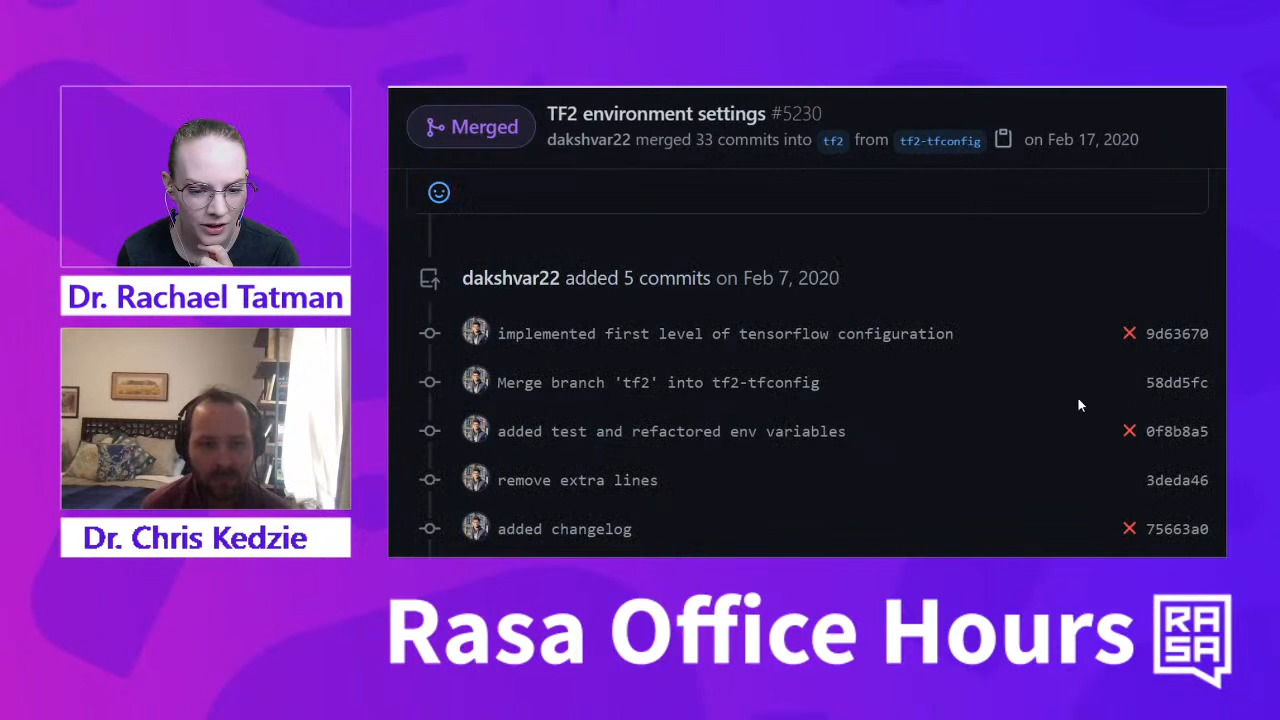 Dr. Rachael Tatman
Dr. Chris Kedzie
Merged
TF2 environment settings #5230
dakshvar22 merged 33 commits into tf2 from tf2-tfconfig on Feb 17, 2020
dakshvar22 added 5 commits on Feb 7, 2020
implemented first level of tensorflow configuration 9d63670
Merge branch 'tf2' into tf2-tfconfig 58dd5fc
added test and refactored env variables 0f8b8a5
remove extra lines 3deda46
added changelog 75663a0
Rasa Office Hours
RA
SA